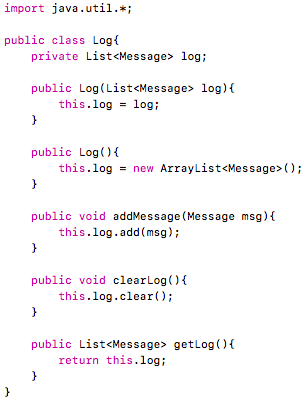 import java.util.*;

public class Log{
    private List<Message> log;

    public Log(List<Message> log){
        this.log = log;
    }

    public Log(){
        this.log = new ArrayList<Message>();
    }

    public void addMessage(Message msg){
        this.log.add(msg);
    }

    public void clearLog(){
        this.log.clear();
    }

    public List<Message> getLog(){
        return this.log;
    }
}